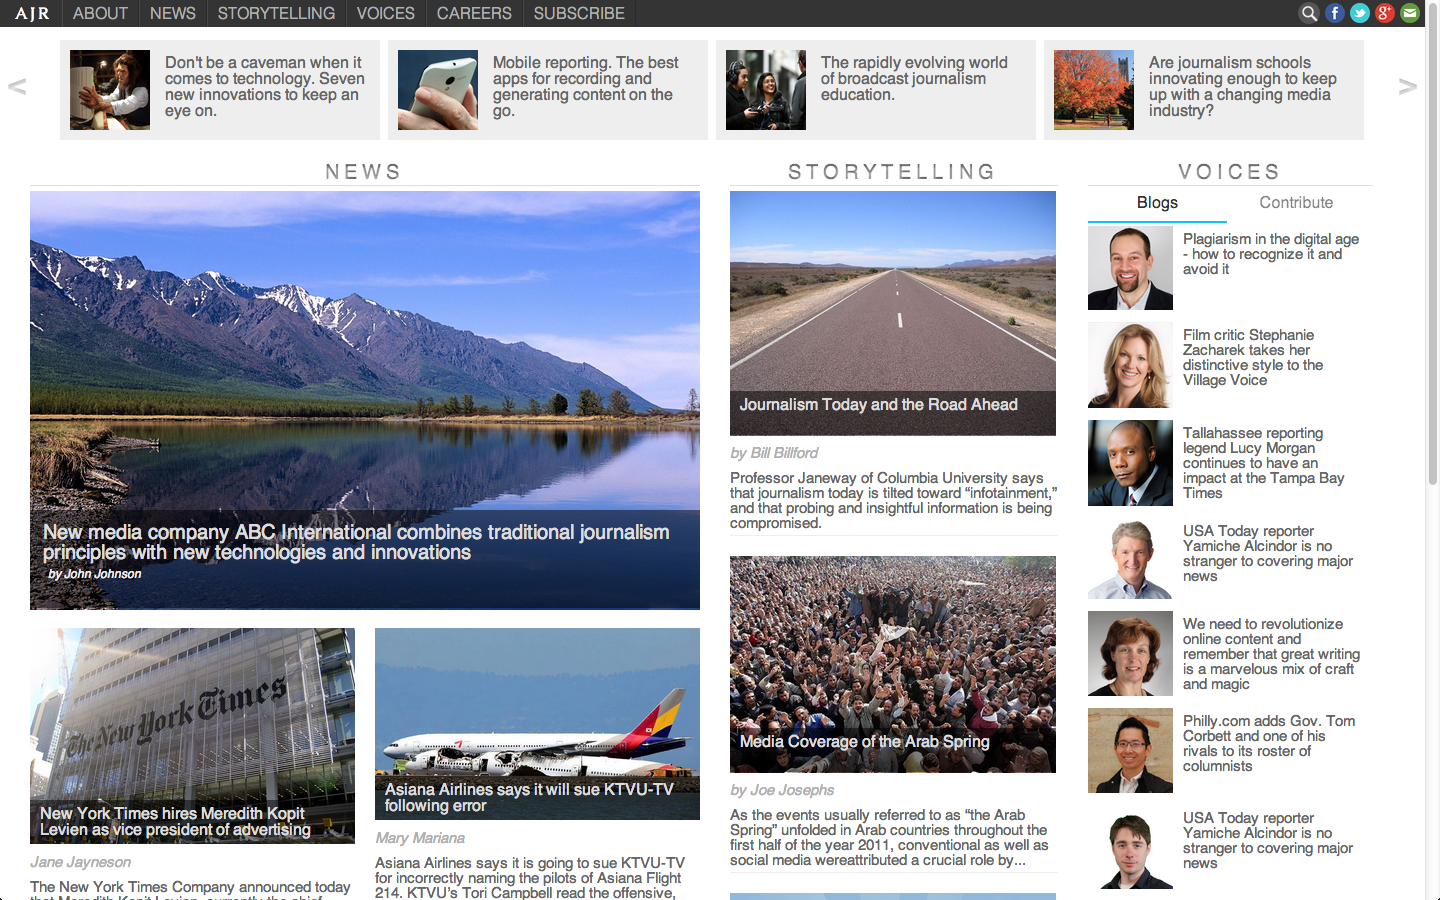 AJR ABOUT NEWS STORYTELLING VOICES CAREERS SUBSCRIBE
<
Don't be a caveman when it
comes to technology. Seven
new innovations to keep an
eye on.
Mobile reporting. The best
apps for recording and
generating content on the
go.
The rapidly evolving world
of broadcast journalism
education.
Are journalism schools
innovating enough to keep
up with a changing media
industry?
>
NEWS
New media company ABC International combines traditional journalism
principles with new technologies and innovations
by John Johnson
The New York Times
New York Times hires Meredith Kopit
Levien as vice president of advertising
Jane Jayneson
The New York Times Company announced today
that Meredith Kopit Levien, currently the chief
Asiana Airlines says it will sue KTVU-TV
following error
Mary Mariana
Asiana Airlines says it is going to sue KTVU-TV
for incorrectly naming the pilots of Asiana Flight
214. KTVU's Tori Campbell read the offensive,
STORYTELLING
Journalism Today and the Road Ahead
by Bill Billford
Professor Janeway of Columbia University says
that journalism today is tilted toward “infotainment,”
and that probing and insightful information is being
compromised.
Media Coverage of the Arab Spring
by Joe Josephs
As the events usually referred to as “the Arab
Spring” unfolded in Arab countries throughout the
first half of the year 2011, conventional as well as
social media wereattributed a crucial role by...
VOICES
Blogs Contribute
Plagiarism in the digital age
- how to recognize it and
avoid it
Film critic Stephanie
Zacharek takes her
distinctive style to the
Village Voice
Tallahassee reporting
legend Lucy Morgan
continues to have an
impact at the Tampa Bay
Times
USA Today reporter
Yamiche Alcindor is no
stranger to covering major
news
We need to revolutionize
online content and
remember that great writing
is a marvelous mix of craft
and magic
Philly.com adds Gov. Tom
Corbett and one of his
rivals to its roster of
columnists
USA Today reporter
Yamiche Alcindor is no
stranger to covering major
news